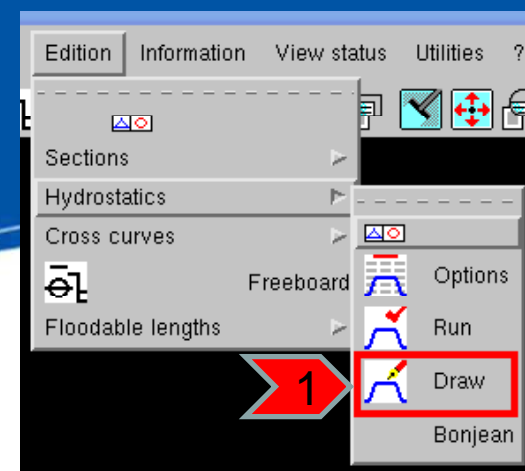 Edition Information View status Utilities ?
Sections
Hydrostatics
Cross curves
Freeboard
Floodable lengths
Options
Run
1 Draw
Bonjean